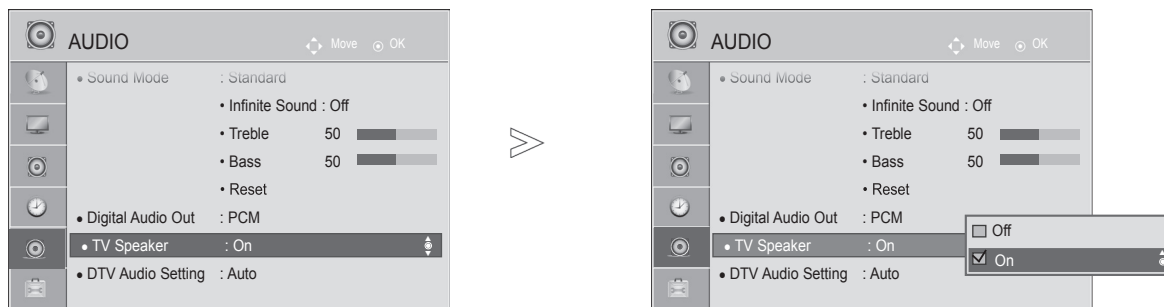 AUDIO
Move OK
• Sound Mode : Standard
• Infinite Sound : Off
• Treble 50
• Bass 50
• Reset
• Digital Audio Out : PCM
• TV Speaker : On
• DTV Audio Setting : Auto
AUDIO
Move OK
• Sound Mode : Standard
• Infinite Sound : Off
• Treble 50
• Bass 50
• Reset
• Digital Audio Out : PCM
• TV Speaker : On
• DTV Audio Setting : Auto
Off
On